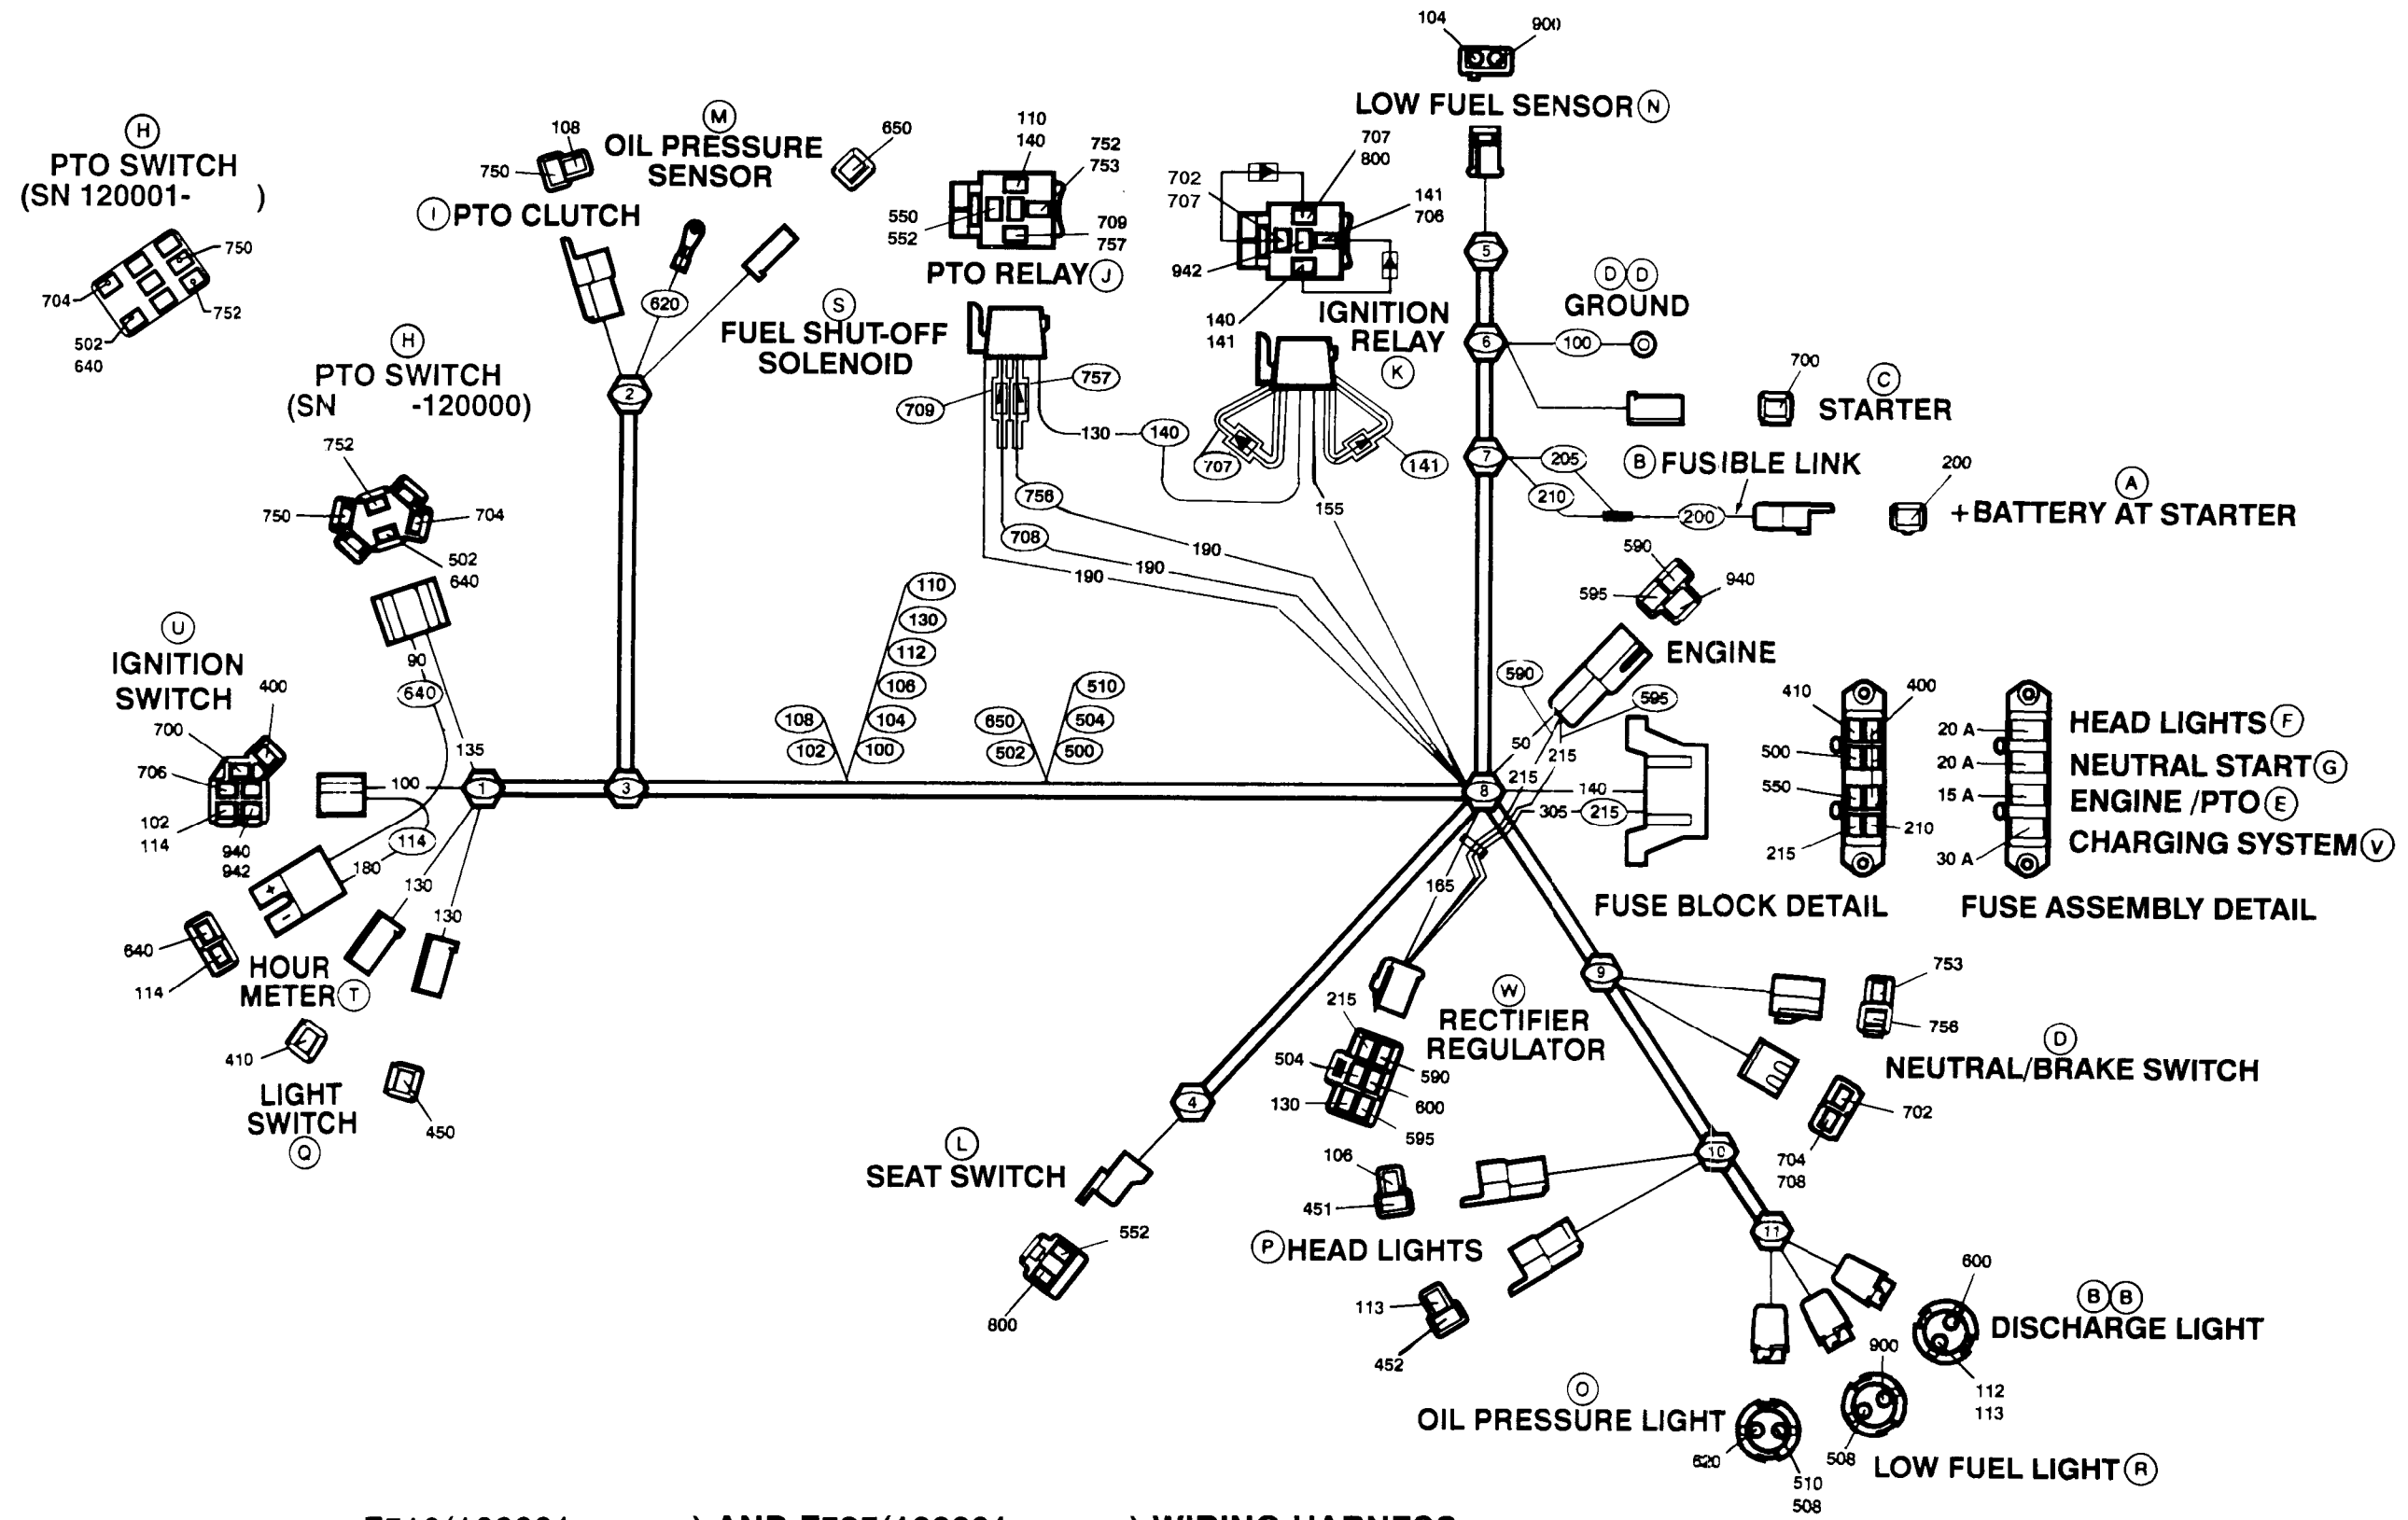 104
900
LOW FUEL SENSOR N
H
PTO SWITCH
(SN 120001- )
750
704
752
502
640
108
750
I PTO CLUTCH
M
OIL PRESSURE
SENSOR
650
620
S
FUEL SHUT-OFF
SOLENOID
110
140
752
753
550
552
709
757
PTO RELAY J
707
800
702
707
141
706
942
140
141
IGNITION
RELAY
K
5
D D
GROUND
6
100
700
C
STARTER
2
H
PTO SWITCH
(SN -120000)
752
750
704
502
640
709
757
130
140
707
141
155
756
708
190
190
190
7
205
210
B FUSIBLE LINK
200
200
A
+BATTERY AT STARTER
590
595
940
ENGINE
590
595
50
215
215
U
IGNITION
SWITCH
400
700
706
102
114
940
942
90
640
135
100
1
3
114
180
130
130
108
102
110
130
112
106
104
100
650
502
510
504
500
8
140
305
215
165
410
400
500
550
215
210
FUSE BLOCK DETAIL
20 A
20 A
15 A
30 A
HEAD LIGHTS F
NEUTRAL START G
ENGINE /PTO E
CHARGING SYSTEM V
FUSE ASSEMBLY DETAIL
+
-
640
114
HOUR
METER T
410
LIGHT
SWITCH
Q
450
W
RECTIFIER
REGULATOR
215
504
590
600
130
595
9
753
756
D
NEUTRAL/BRAKE SWITCH
702
704
708
4
L
SEAT SWITCH
552
800
10
106
451
P HEAD LIGHTS
113
452
11
600
B B
DISCHARGE LIGHT
112
113
900
508
LOW FUEL LIGHT R
O
OIL PRESSURE LIGHT
620
510
508